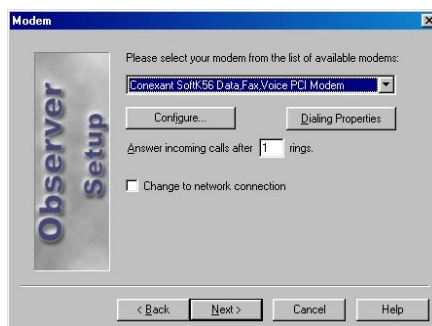 Modem
Please select your modem from the list of available modems:
Conexant SoftK56 Data,Fax,Voice PCI Modem
Configure...
Dialing Properties
Answer incoming calls after 1 rings.
Change to network connection
Observer
Setup
< Back
Next >
Cancel
Help